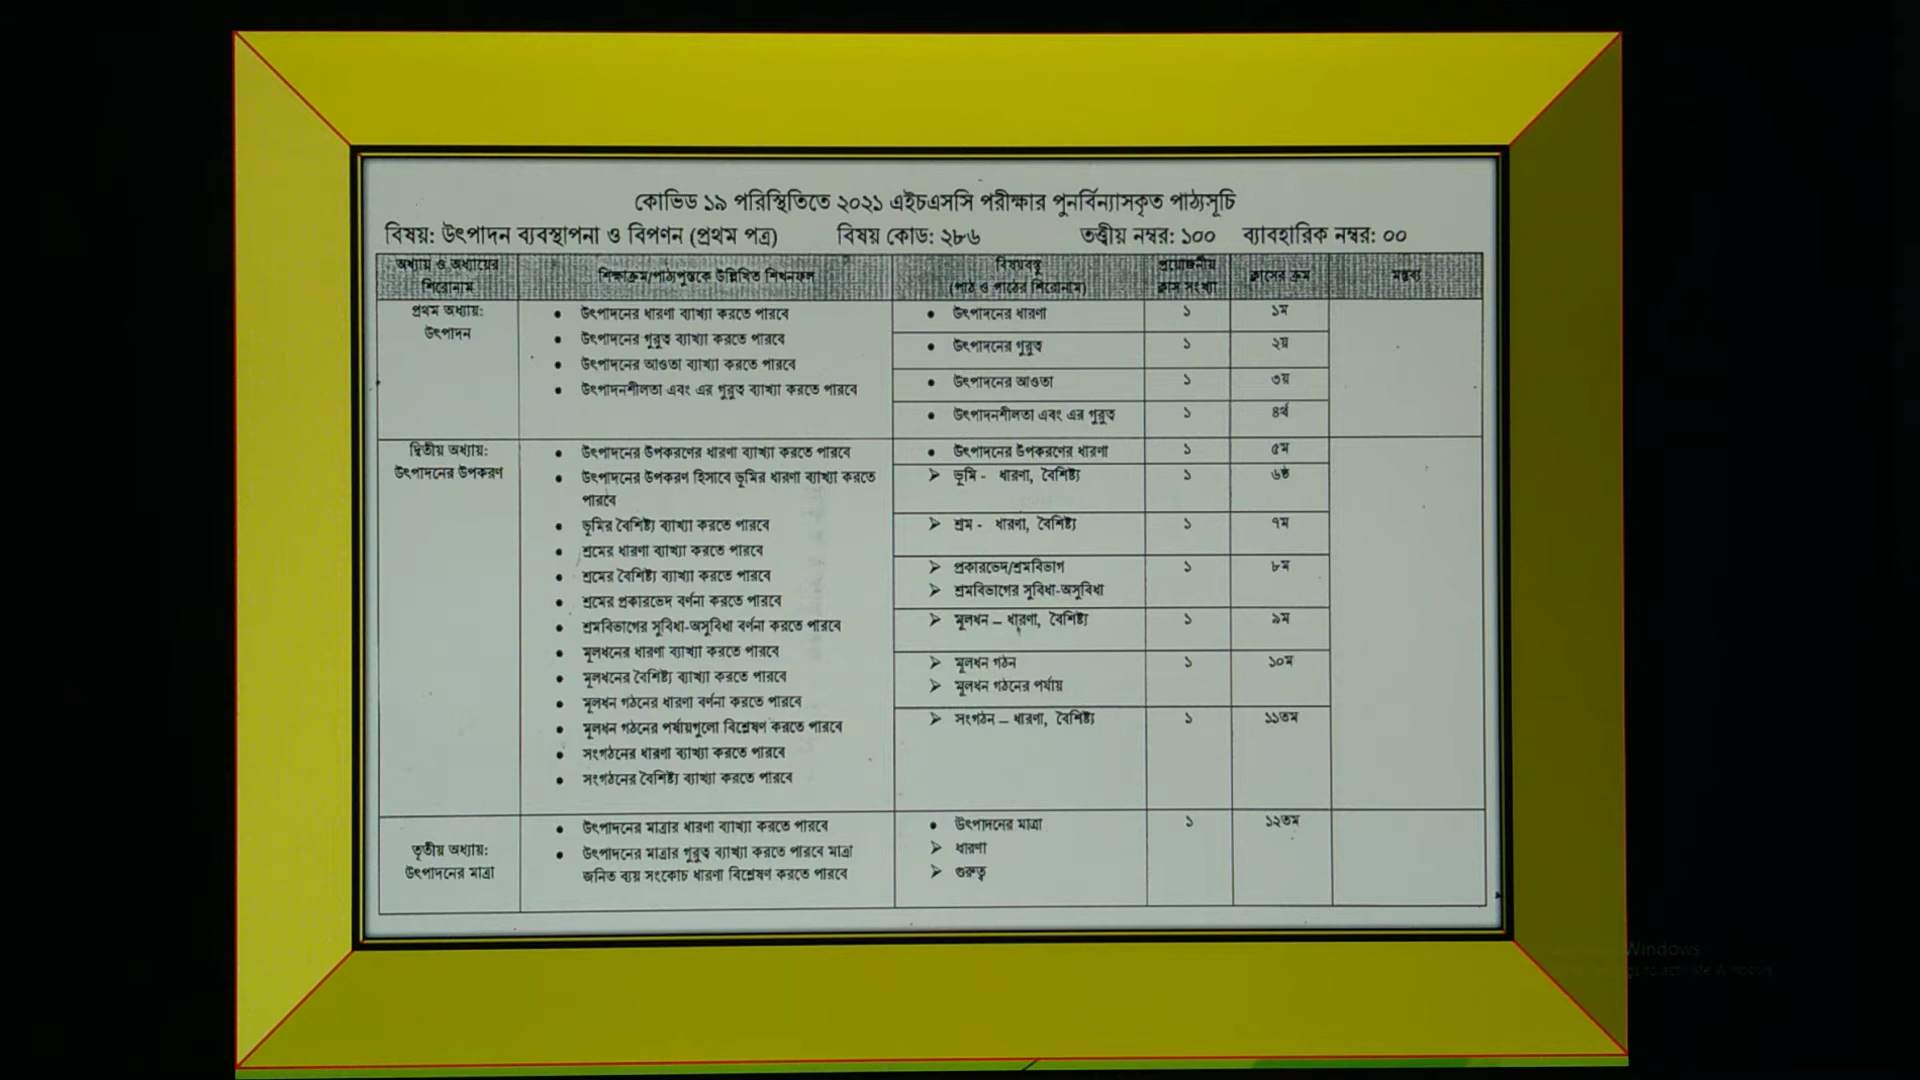 কোভিড ১৯ পরিস্থিতিতে ২০২১ এইচএসসি পরীক্ষার পুনর্বিন্যাসকৃত পাঠ্যসূচি
বিষয়: উৎপাদন ব্যবস্থাপনা ও বিপণন (প্রথম পত্র) বিষয় কোড: ২৮৬ তত্ত্বীয় নম্বর: ১০০ ব্যাবহারিক নম্বর: ০০
অধ্যায় ও অধ্যায়ের শিরোনাম
শিক্ষাক্রম/পাঠ্যপুস্তকে উল্লিখিত শিখনফল
বিষয়বস্তু
(পাঠ ও পাঠের শিরোনাম)
প্রয়োজনীয় ক্লাস সংখ্যা
ক্লাসের ক্রম
মন্তব্য
প্রথম অধ্যায়:
উৎপাদন
• উৎপাদনের ধারণা ব্যাখ্যা করতে পারবে
• উৎপাদনের গুরুত্ব ব্যাখ্যা করতে পারবে
• উৎপাদনের আওতা ব্যাখ্যা করতে পারবে
• উৎপাদনশীলতা এবং এর গুরুত্ব ব্যাখ্যা করতে পারবে
• উৎপাদনের ধারণা ১ ১ম
• উৎপাদনের গুরুত্ব ১ ২য়
• উৎপাদনের আওতা ১ ৩য়
• উৎপাদনশীলতা এবং এর গুরুত্ব ১ ৪র্থ
দ্বিতীয় অধ্যায়:
উৎপাদনের উপকরণ
• উৎপাদনের উপকরণের ধারণা ব্যাখ্যা করতে পারবে
• উৎপাদনের উপকরণ হিসাবে ভূমির ধারণা ব্যাখ্যা করতে
পারবে
• ভূমির বৈশিষ্ট্য ব্যাখ্যা করতে পারবে
• শ্রমের ধারণা ব্যাখ্যা করতে পারবে
• শ্রমের বৈশিষ্ট্য ব্যাখ্যা করতে পারবে
• শ্রমের প্রকারভেদ বর্ণনা করতে পারবে
• শ্রমবিভাগের সুবিধা-অসুবিধা বর্ণনা করতে পারবে
• মূলধনের ধারণা ব্যাখ্যা করতে পারবে
• মূলধনের বৈশিষ্ট্য ব্যাখ্যা করতে পারবে
• মূলধন গঠনের ধারণা বর্ণনা করতে পারবে
• মূলধন গঠনের পর্যায়গুলো বিশ্লেষণ করতে পারবে
• সংগঠনের ধারণা ব্যাখ্যা করতে পারবে
• সংগঠনের বৈশিষ্ট্য ব্যাখ্যা করতে পারবে
• উৎপাদনের উপকরণের ধারণা ১ ৫ম
➢ ভূমি - ধারণা, বৈশিষ্ট্য ১ ৬ষ্ঠ
➢ শ্রম - ধারণা, বৈশিষ্ট্য ১ ৭ম
➢ প্রকারভেদ/শ্রমবিভাগ ১ ৮ম
➢ শ্রমবিভাগের সুবিধা-অসুবিধা
➢ মূলধন – ধারণা, বৈশিষ্ট্য ১ ৯ম
➢ মূলধন গঠন ১ ১০ম
➢ মূলধন গঠনের পর্যায়
➢ সংগঠন – ধারণা, বৈশিষ্ট্য ১ ১১তম
তৃতীয় অধ্যায়:
উৎপাদনের মাত্রা
• উৎপাদনের মাত্রার ধারণা ব্যাখ্যা করতে পারবে
• উৎপাদনের মাত্রার গুরুত্ব ব্যাখ্যা করতে পারবে মাত্রা
জনিত ব্যয় সংকোচ ধারণা বিশ্লেষণ করতে পারবে
• উৎপাদনের মাত্রা ১ ১২তম
➢ ধারণা
➢ গুরুত্ব
Windows